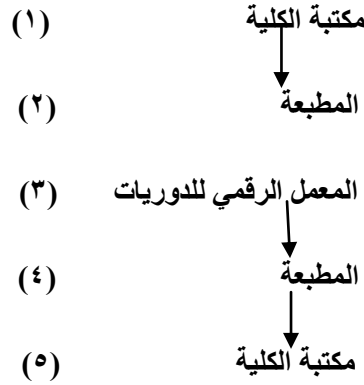 مكتبة الكلية (١)
المطبعة (٢)
المعمل الرقمي للدوريات (٣)
المطبعة (٤)
مكتبة الكلية (٥)